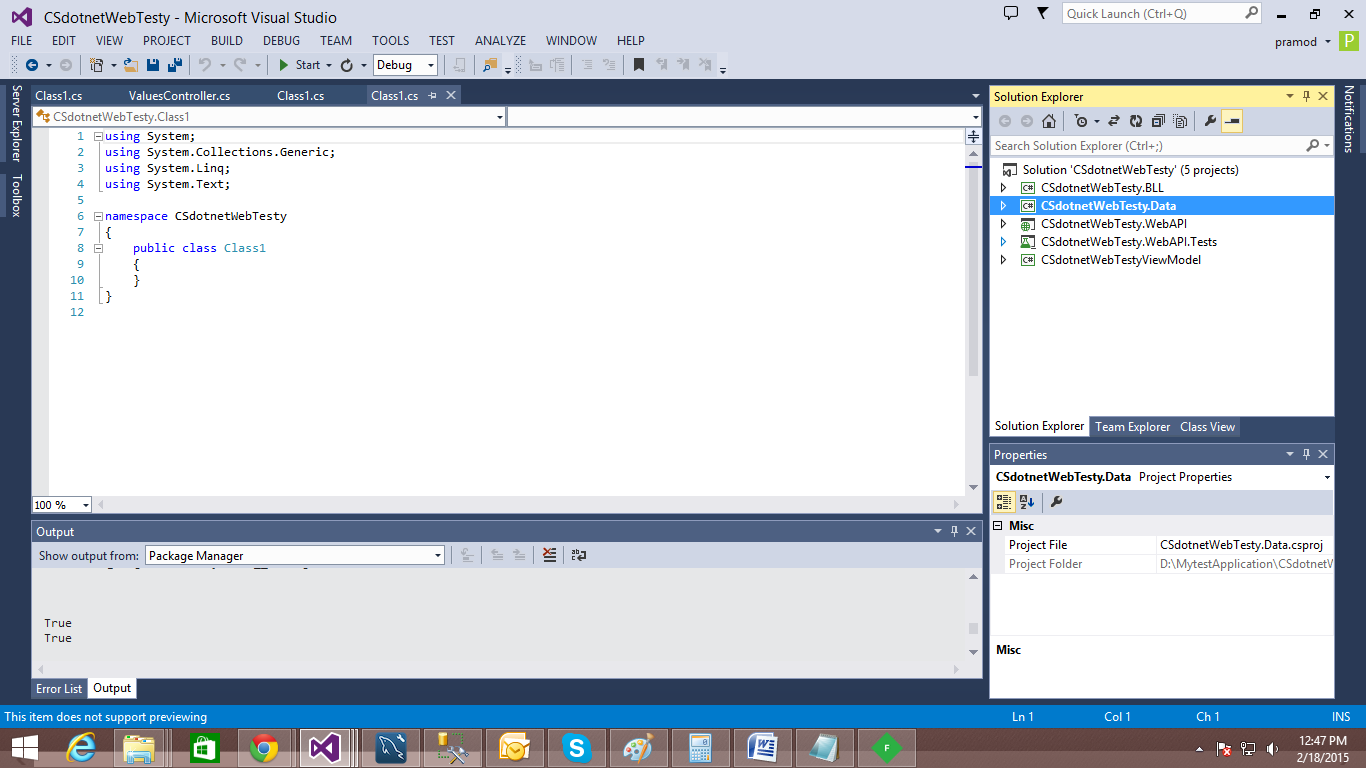 CSdotnetWebTesty - Microsoft Visual Studio
Quick Launch (Ctrl+Q)
FILE EDIT VIEW PROJECT BUILD DEBUG TEAM TOOLS TEST ANALYZE WINDOW HELP
pramod P
Start Debug
Server Explorer
Toolbox
Class1.cs ValuesController.cs Class1.cs Class1.cs
CSdotnetWebTesty.Class1
1 using System;
2 using System.Collections.Generic;
3 using System.Linq;
4 using System.Text;
5
6 namespace CSdotnetWebTesty
7 {
8 public class Class1
9 {
10 }
11 }
12
100 %
Output
Show output from: Package Manager
True
True
Error List Output
Solution Explorer
Search Solution Explorer (Ctrl+;)
Solution 'CSdotnetWebTesty' (5 projects)
C# CSdotnetWebTesty.BLL
C# CSdotnetWebTesty.Data
CSdotnetWebTesty.WebAPI
CSdotnetWebTesty.WebAPI.Tests
C# CSdotnetWebTestyViewModel
Solution Explorer Team Explorer Class View
Properties
CSdotnetWebTesty.Data Project Properties
Misc
Project File CSdotnetWebTesty.Data.csproj
Project Folder D:\MytestApplication\CSdotnetW
Misc
Notifications
This item does not support previewing
Ln 1 Col 1 Ch 1 INS
12:47 PM
2/18/2015